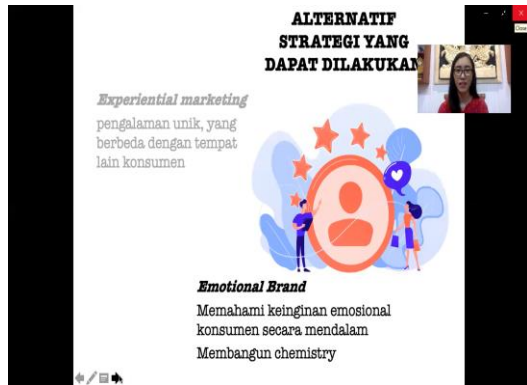 ALTERNATIF
STRATEGI YANG
DAPAT DILAKUKAN
Close
Experiential marketing
pengalaman unik, yang
berbeda dengan tempat
lain konsumen
Emotional Brand
Memahami keinginan emosional
konsumen secara mendalam
Membangun chemistry